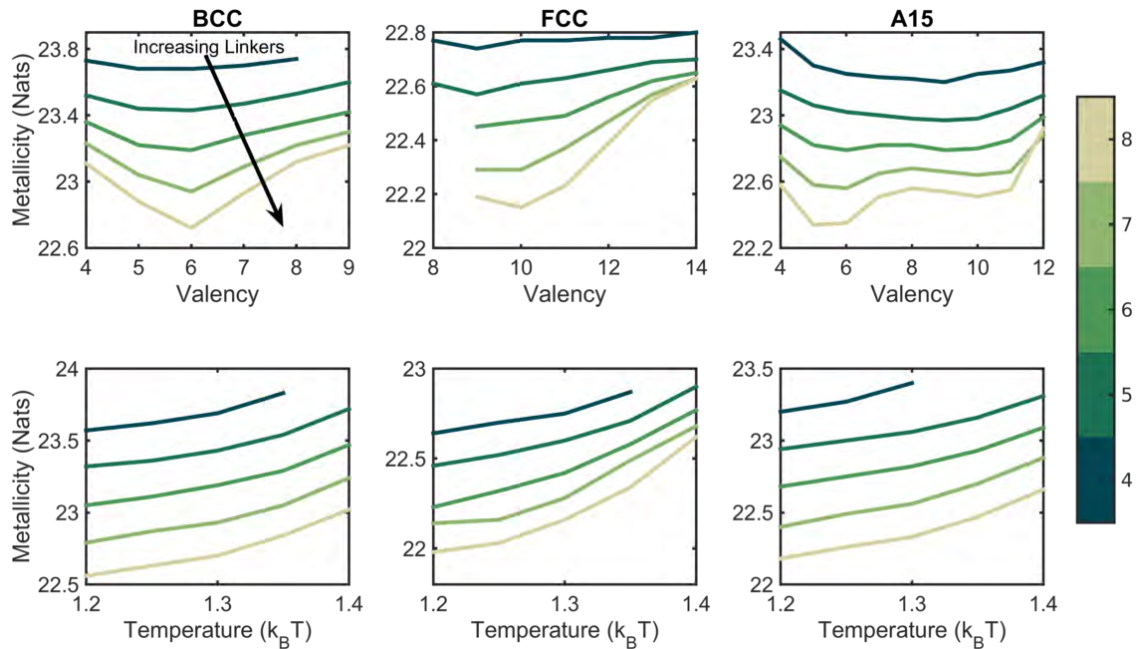 BCC FCC A15
Increasing Linkers
Metallicity (Nats)
23.8
23.4
23
22.6
4 5 6 7 8 9
Valency
22.8
22.6
22.4
22.2
22
8 10 12 14
Valency
23.4
23
22.6
22.2
4 6 8 10 12
Valency
Metallicity (Nats)
24
23.5
23
22.5
1.2 1.3 1.4
Temperature (k_BT)
23
22.5
22
1.2 1.3 1.4
Temperature (k_BT)
23.5
23
22.5
22
1.2 1.3 1.4
Temperature (k_BT)
8
7
6
5
4